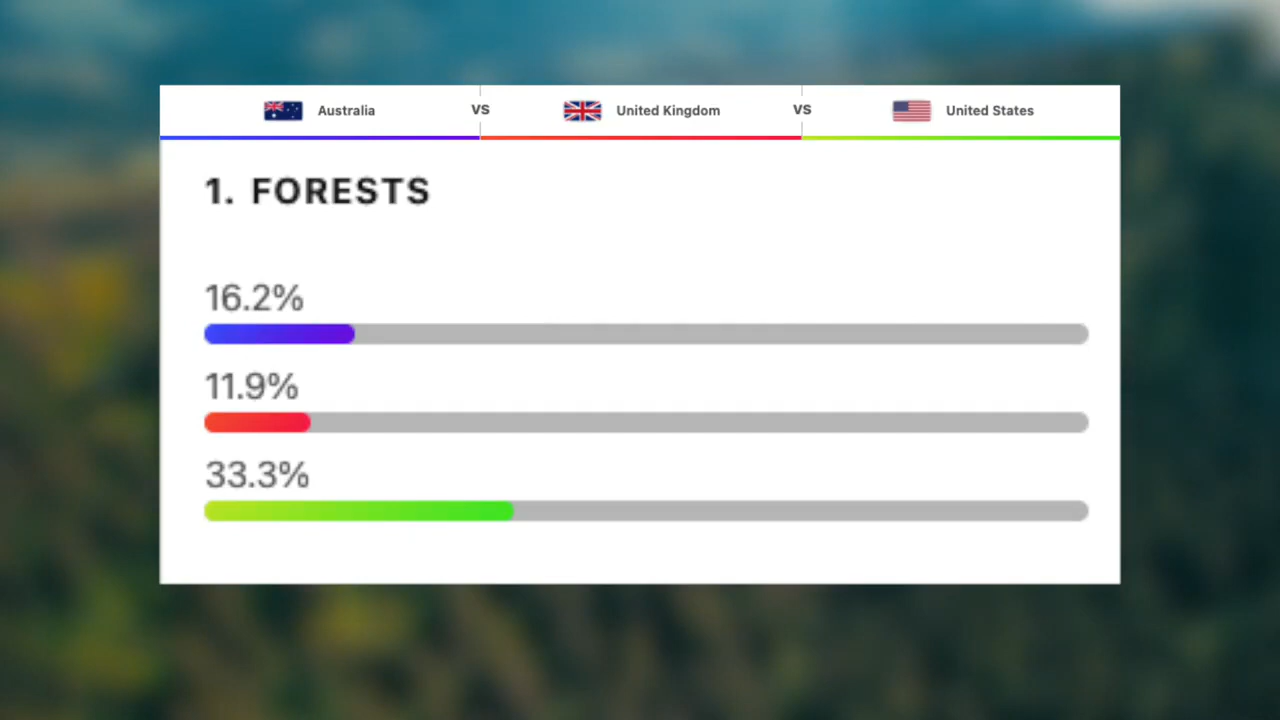 Australia VS United Kingdom VS United States
1. FORESTS
16.2%
11.9%
33.3%